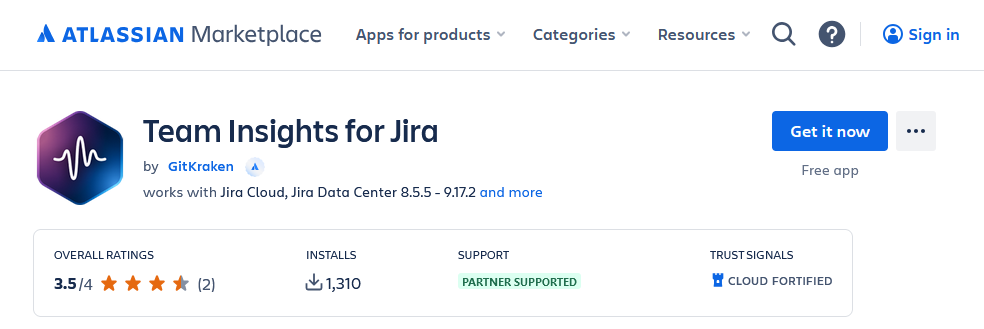 ATLASSIAN Marketplace Apps for products Categories Resources ? Sign in
Team Insights for Jira
Get it now
by GitKraken
Free app
works with Jira Cloud, Jira Data Center 8.5.5 - 9.17.2 and more
OVERALL RATINGS INSTALLS SUPPORT TRUST SIGNALS
3.5/4 (2) 1,310 PARTNER SUPPORTED CLOUD FORTIFIED